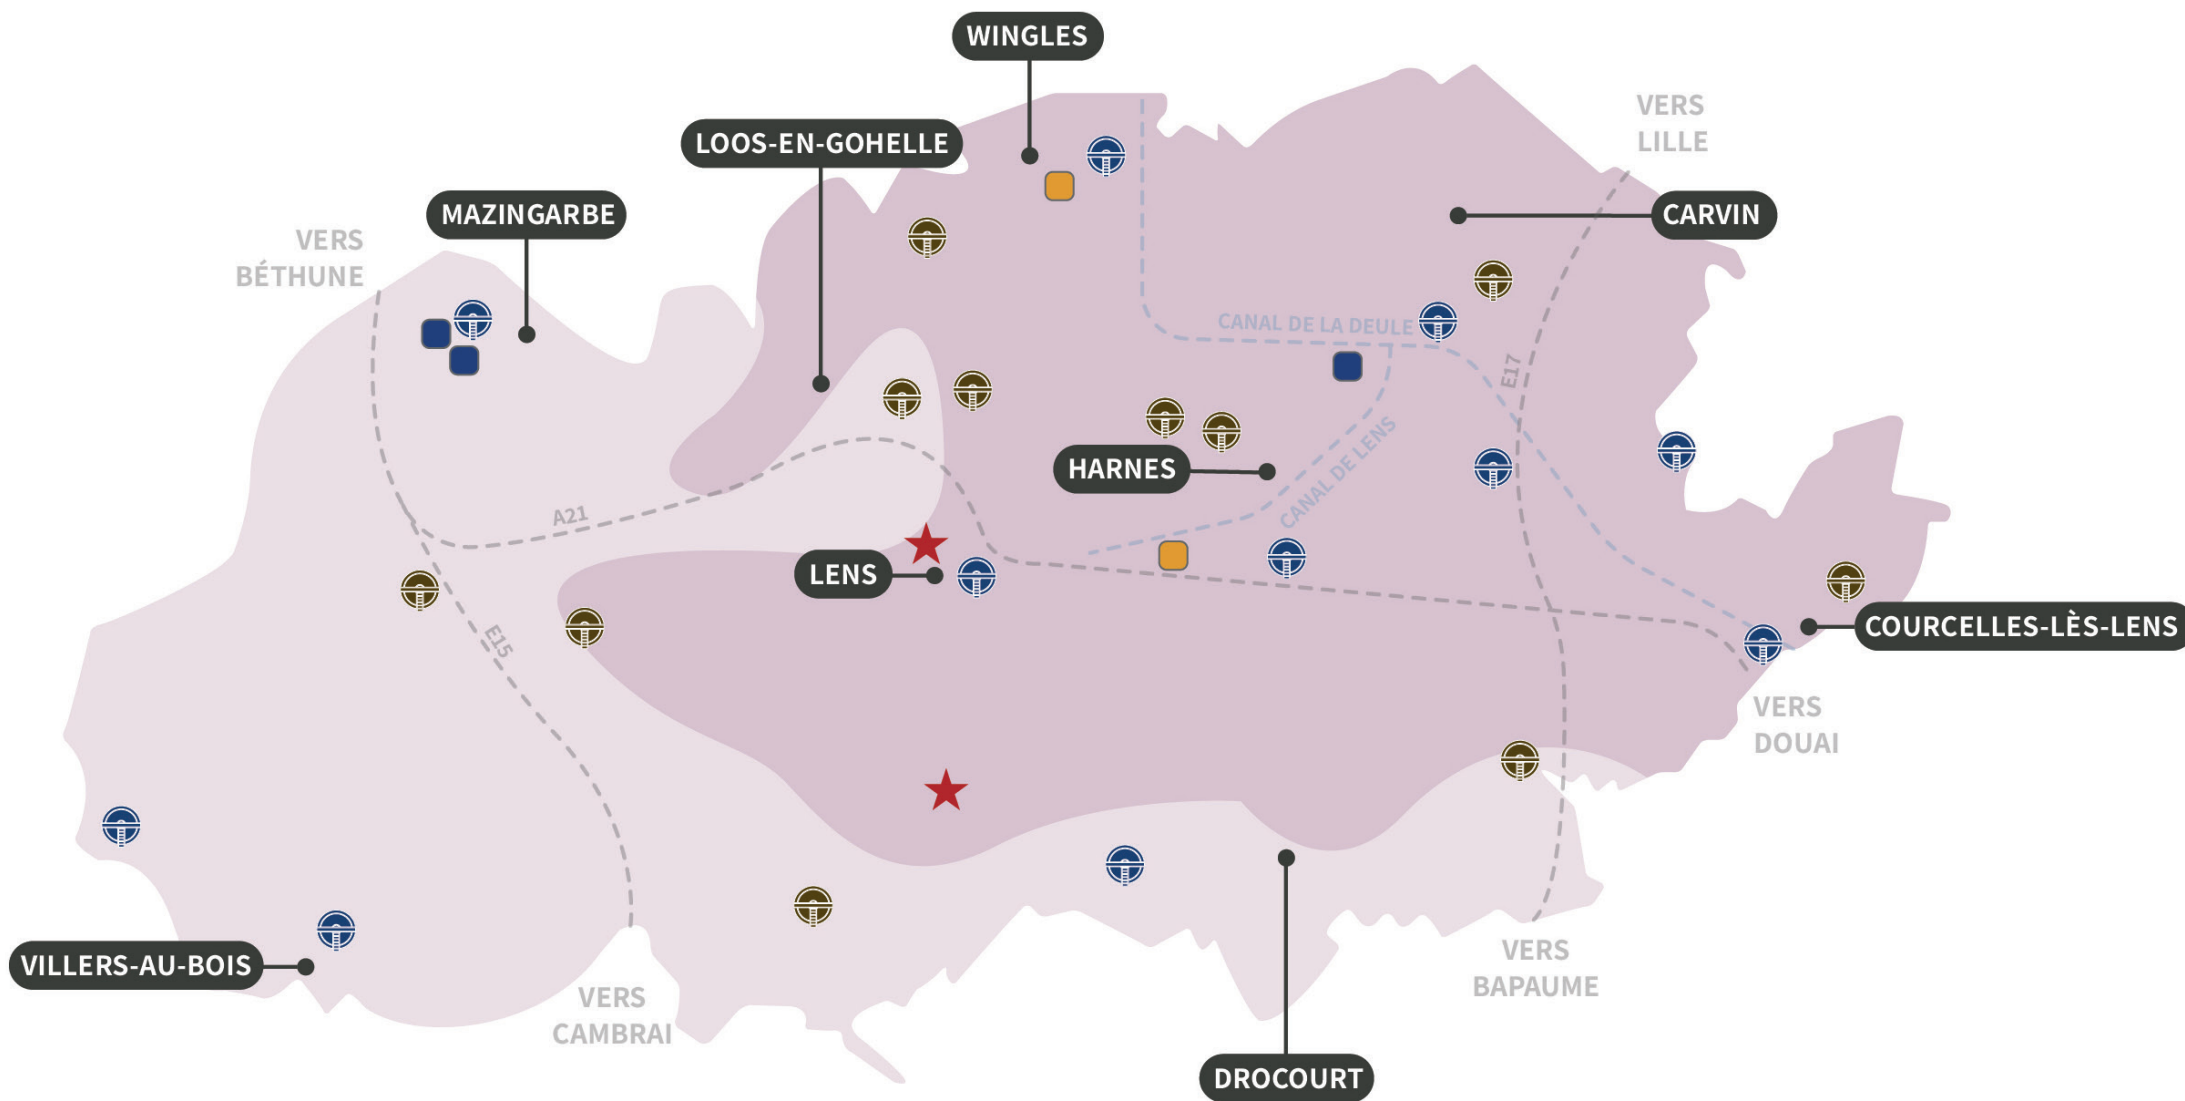 WINGLES
VERS
LILLE
LOOS-EN-GOHELLE
MAZINGARBE
CARVIN
VERS
BÉTHUNE
CANAL DE LA DEULE
E17
HARNES
CANAL DE LENS
A21
LENS
E15
COURCELLES-LÈS-LENS
VERS
DOUAI
VILLERS-AU-BOIS
VERS
BAPAUME
VERS
CAMBRAI
DROCOURT